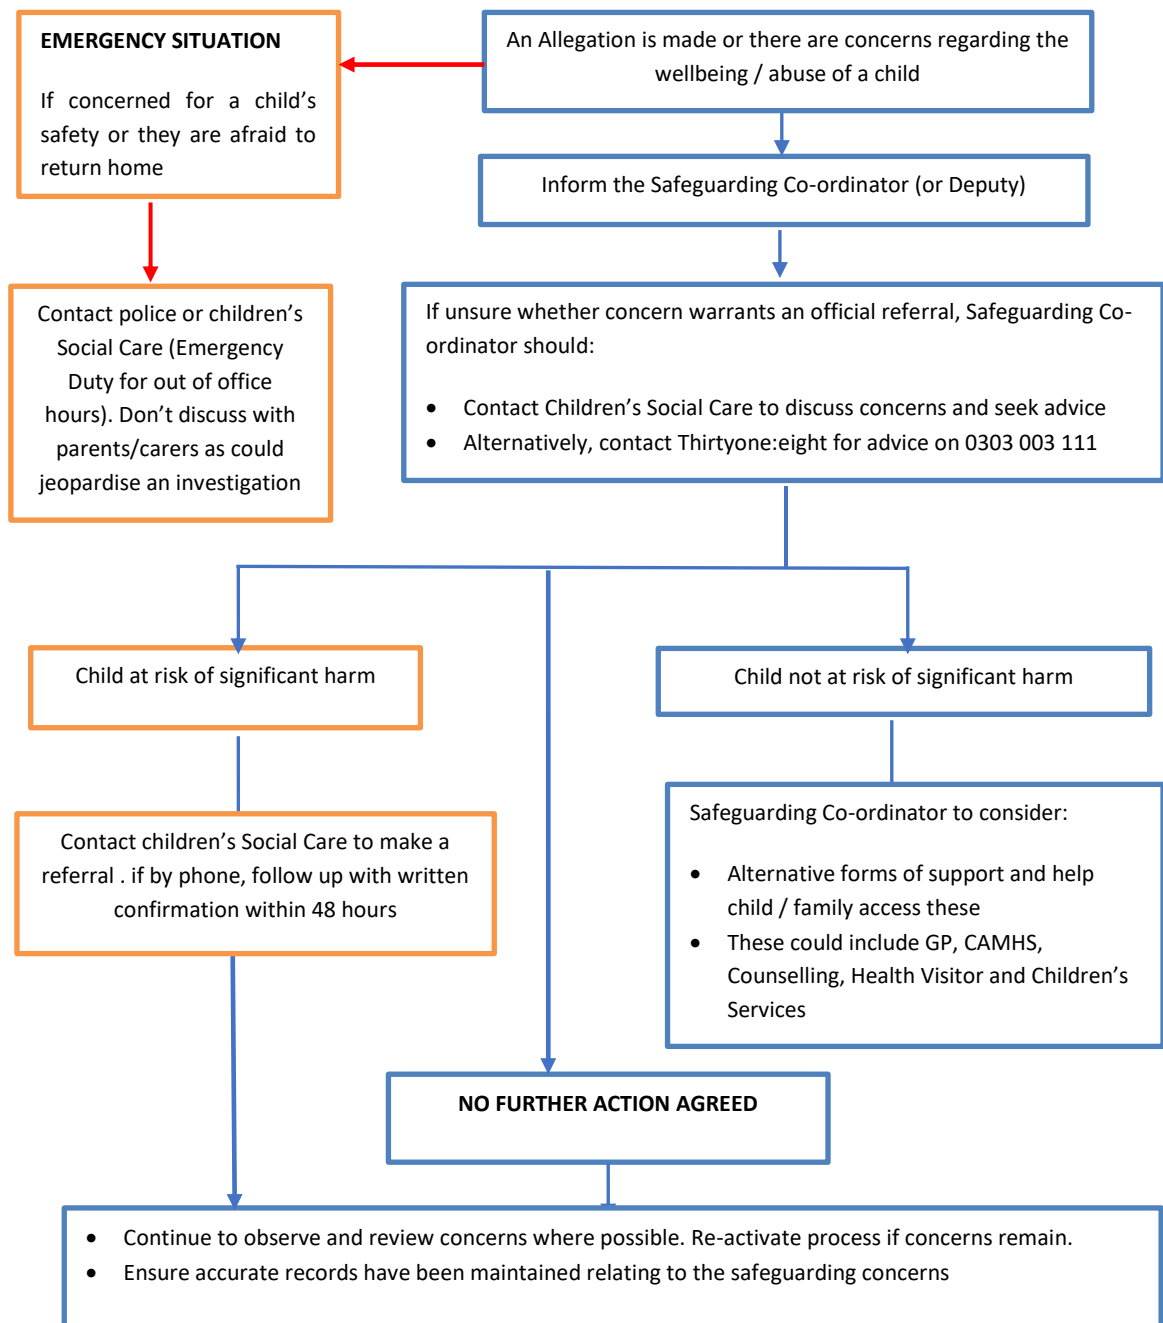 EMERGENCY SITUATION
If concerned for a child’s
safety or they are afraid to
return home
An Allegation is made or there are concerns regarding the
wellbeing / abuse of a child
Inform the Safeguarding Co-ordinator (or Deputy)
Contact police or children’s
Social Care (Emergency
Duty for out of office
hours). Don’t discuss with
parents/carers as could
jeopardise an investigation
If unsure whether concern warrants an official referral, Safeguarding Co-
ordinator should:
• Contact Children’s Social Care to discuss concerns and seek advice
• Alternatively, contact Thirtyone:eight for advice on 0303 003 111
Child at risk of significant harm
Child not at risk of significant harm
Contact children’s Social Care to make a
referral . if by phone, follow up with written
confirmation within 48 hours
Safeguarding Co-ordinator to consider:
• Alternative forms of support and help
child / family access these
• These could include GP, CAMHS,
Counselling, Health Visitor and Children’s
Services
NO FURTHER ACTION AGREED
• Continue to observe and review concerns where possible. Re-activate process if concerns remain.
• Ensure accurate records have been maintained relating to the safeguarding concerns